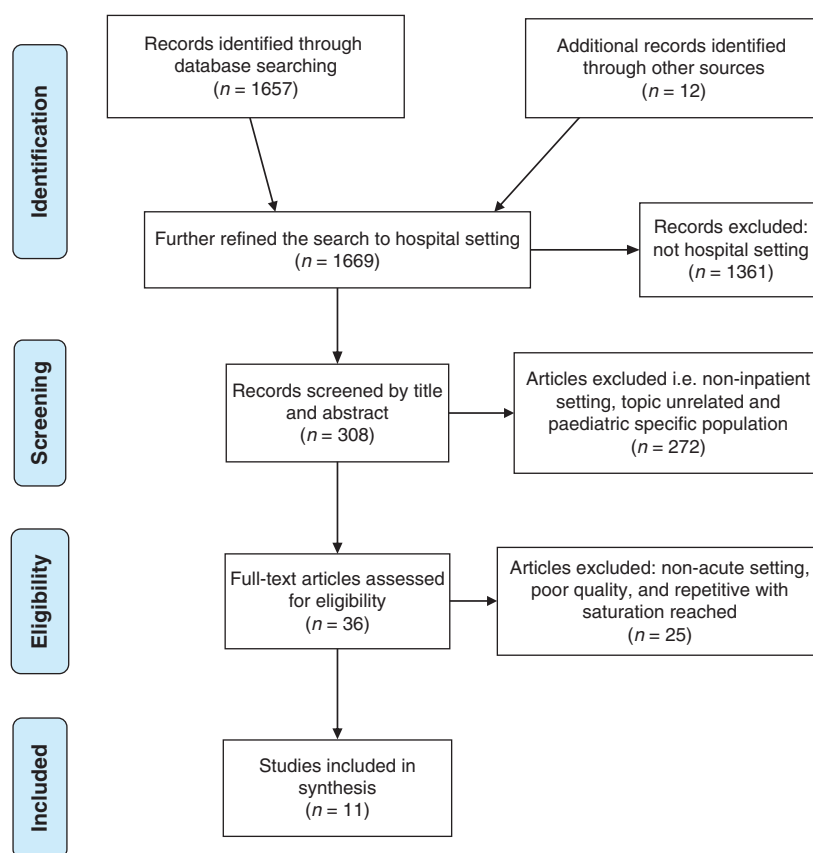 Identification
Records identified through
database searching
(n = 1657)
Additional records identified
through other sources
(n = 12)
Further refined the search to hospital setting
(n = 1669)
Records excluded:
not hospital setting
(n = 1361)
Screening
Records screened by title
and abstract
(n = 308)
Articles excluded i.e. non-inpatient
setting, topic unrelated and
paediatric specific population
(n = 272)
Eligibility
Full-text articles assessed
for eligibility
(n = 36)
Articles excluded: non-acute setting,
poor quality, and repetitive with
saturation reached
(n = 25)
Included
Studies included in
synthesis
(n = 11)